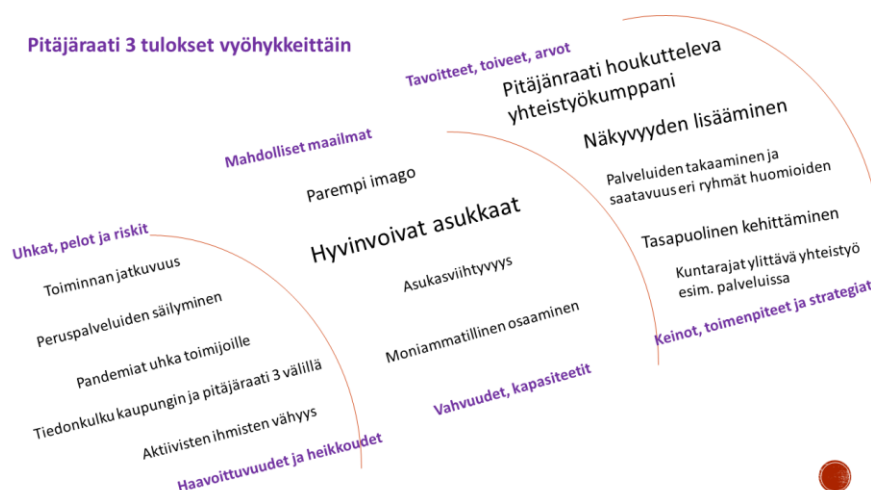 Pitäjäraati 3 tulokset vyöhykkeittäin
Uhkat, pelot ja riskit
Toiminnan jatkuvuus
Peruspalveluiden säilyminen
Pandemiat uhka toimijoille
Tiedonkulku kaupungin ja pitäjäraati 3 välillä
Aktiivisten ihmisten vähyys
Haavoittuvuudet ja heikkoudet
Mahdolliset maailmat
Parempi imago
Hyvinvoivat asukkaat
Asukasviihtyvyys
Moniammatillinen osaaminen
Vahvuudet, kapasiteetit
Tavoitteet, toiveet, arvot
Pitäjänraati houkutteleva
yhteistyökumppani
Näkyvyyden lisääminen
Palveluiden takaaminen ja
saatavuus eri ryhmät huomioiden
Tasapuolinen kehittäminen
Kuntarajat ylittävä yhteistyö
esim. palveluissa
Keinot, toimenpiteet ja strategiat